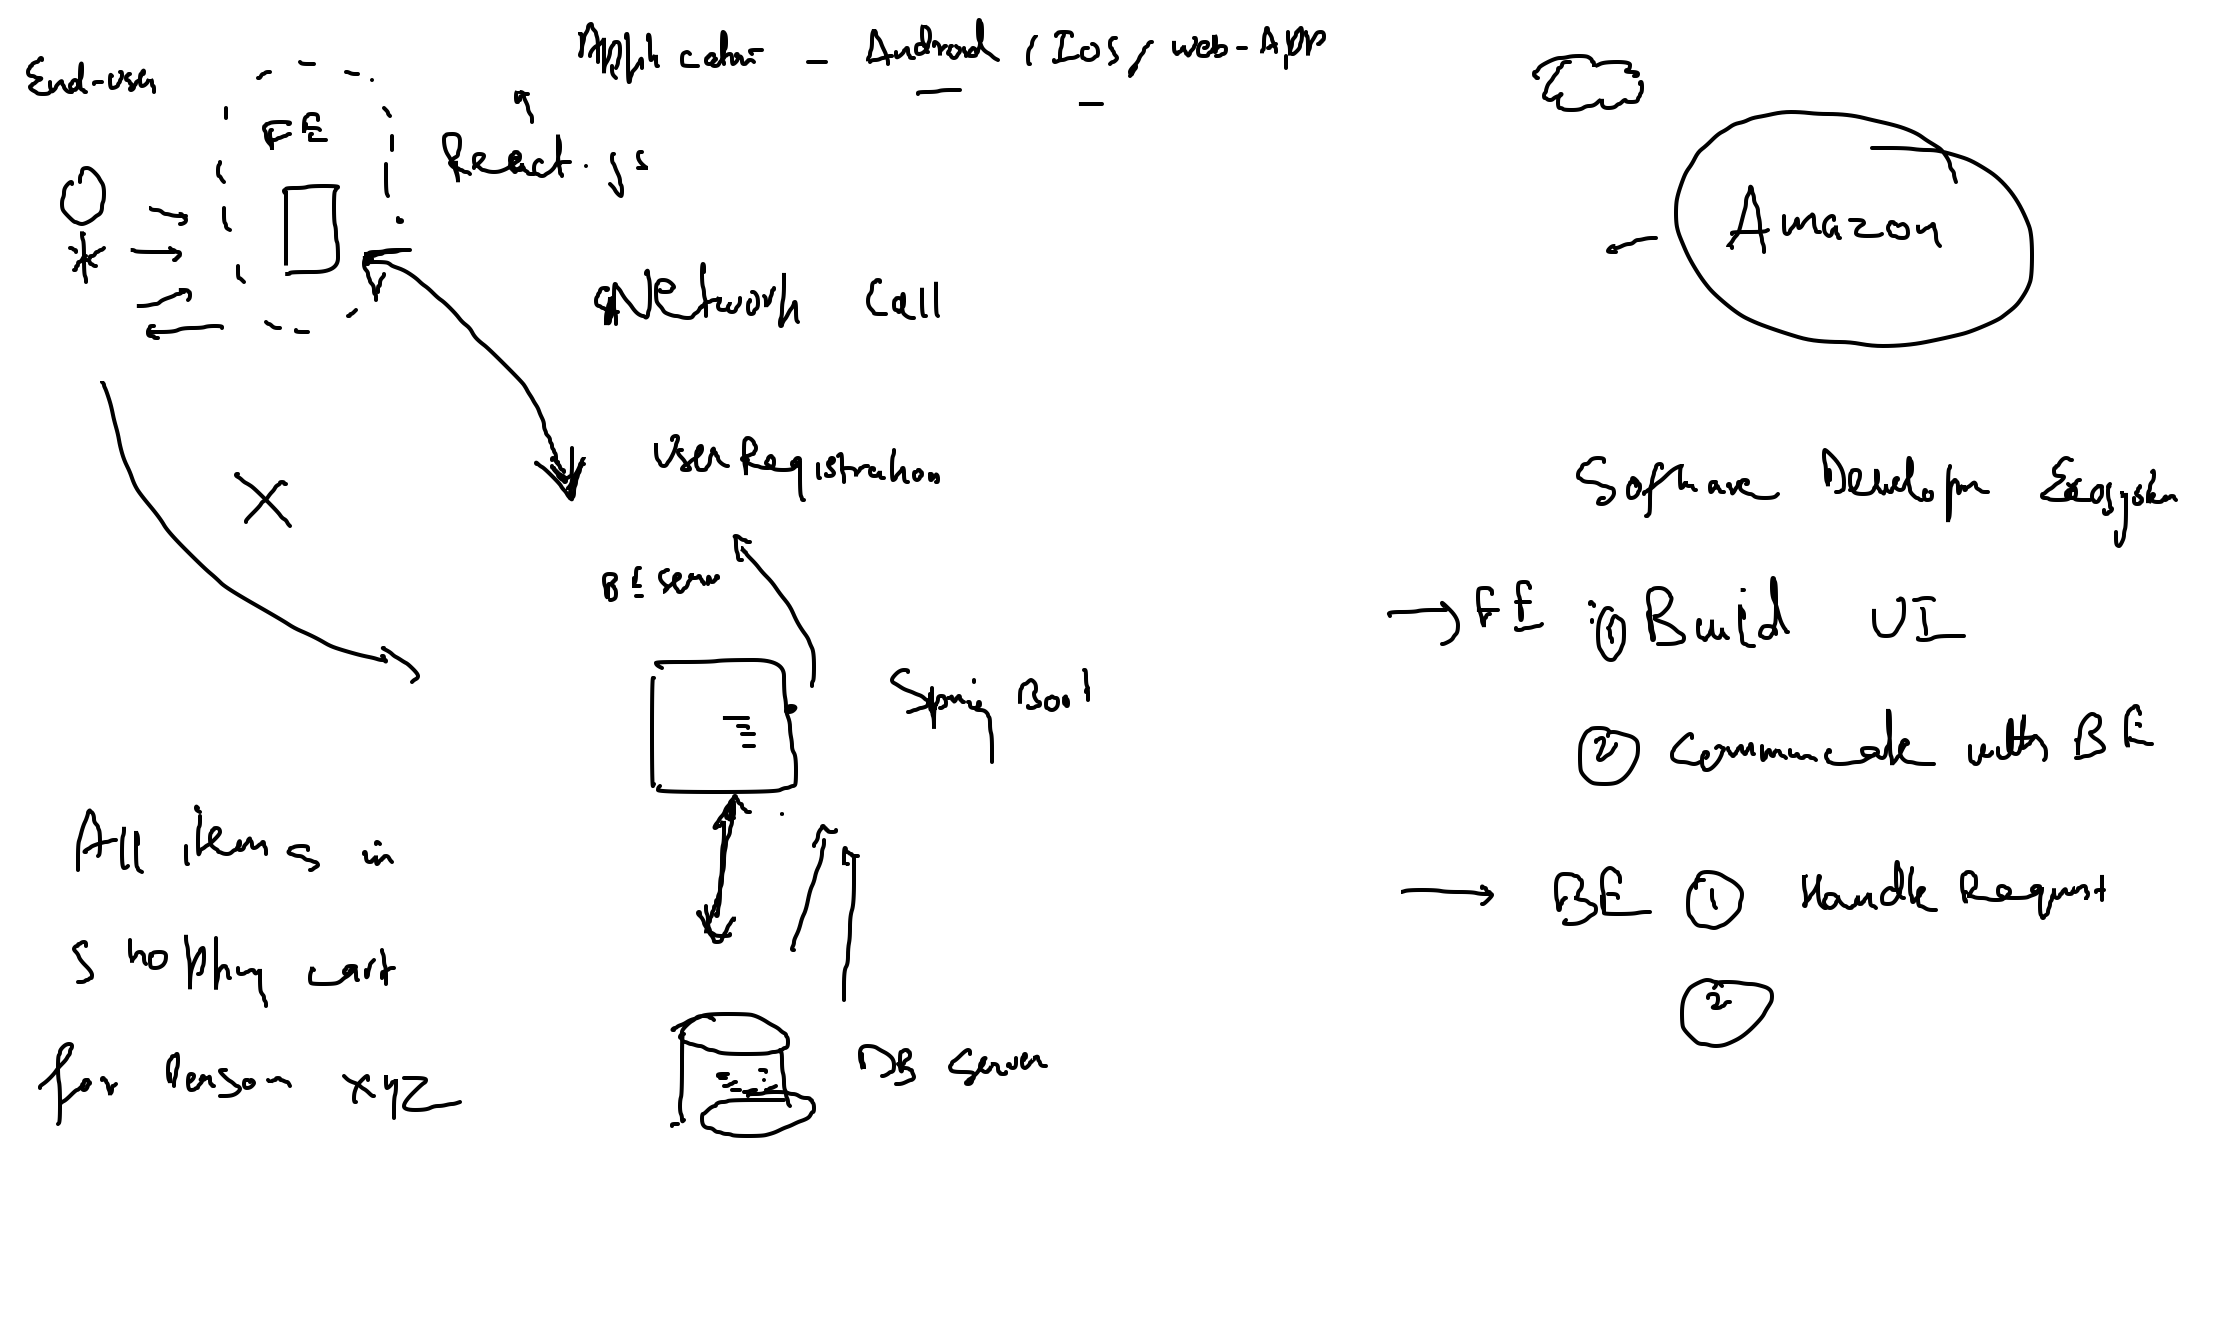 End-user
FE
Application - Android / IOS / web-App
React.js
Network Call
User Registration
BE Server
Spring Boot
DB Server
All items in
shopping cart
for Person xyz
Amazon
Software Develop Ecosystem
FE : ① Build UI
② Communicate with BE
BE ① Handle Request
②